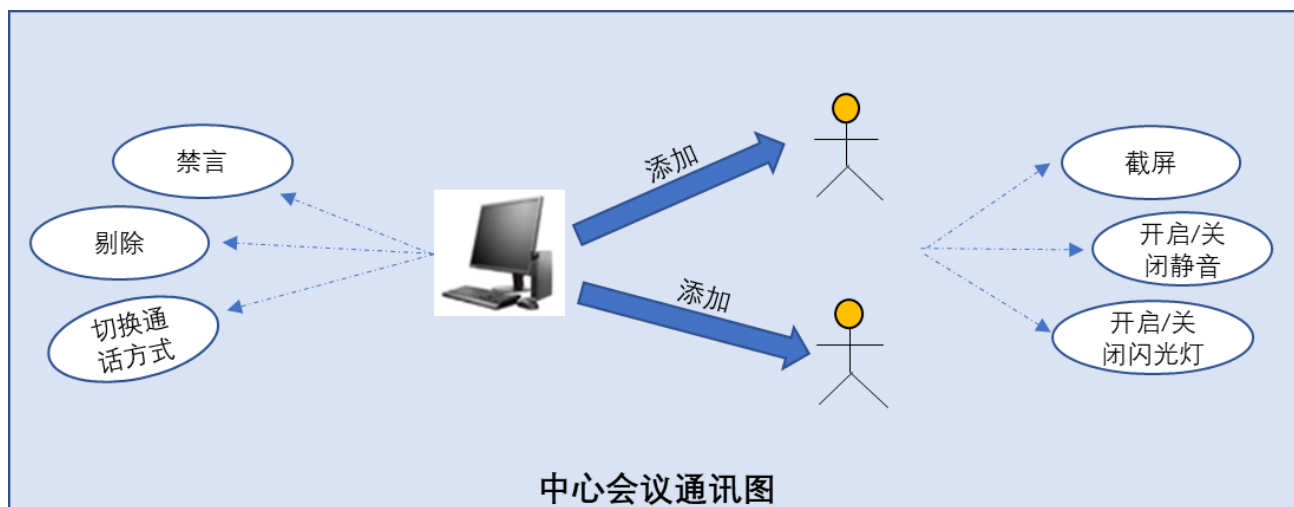 禁言
剔除
切换通
话方式
添加
添加
截屏
开启/关
闭静音
开启/关
闭闪光灯
中心会议通讯图